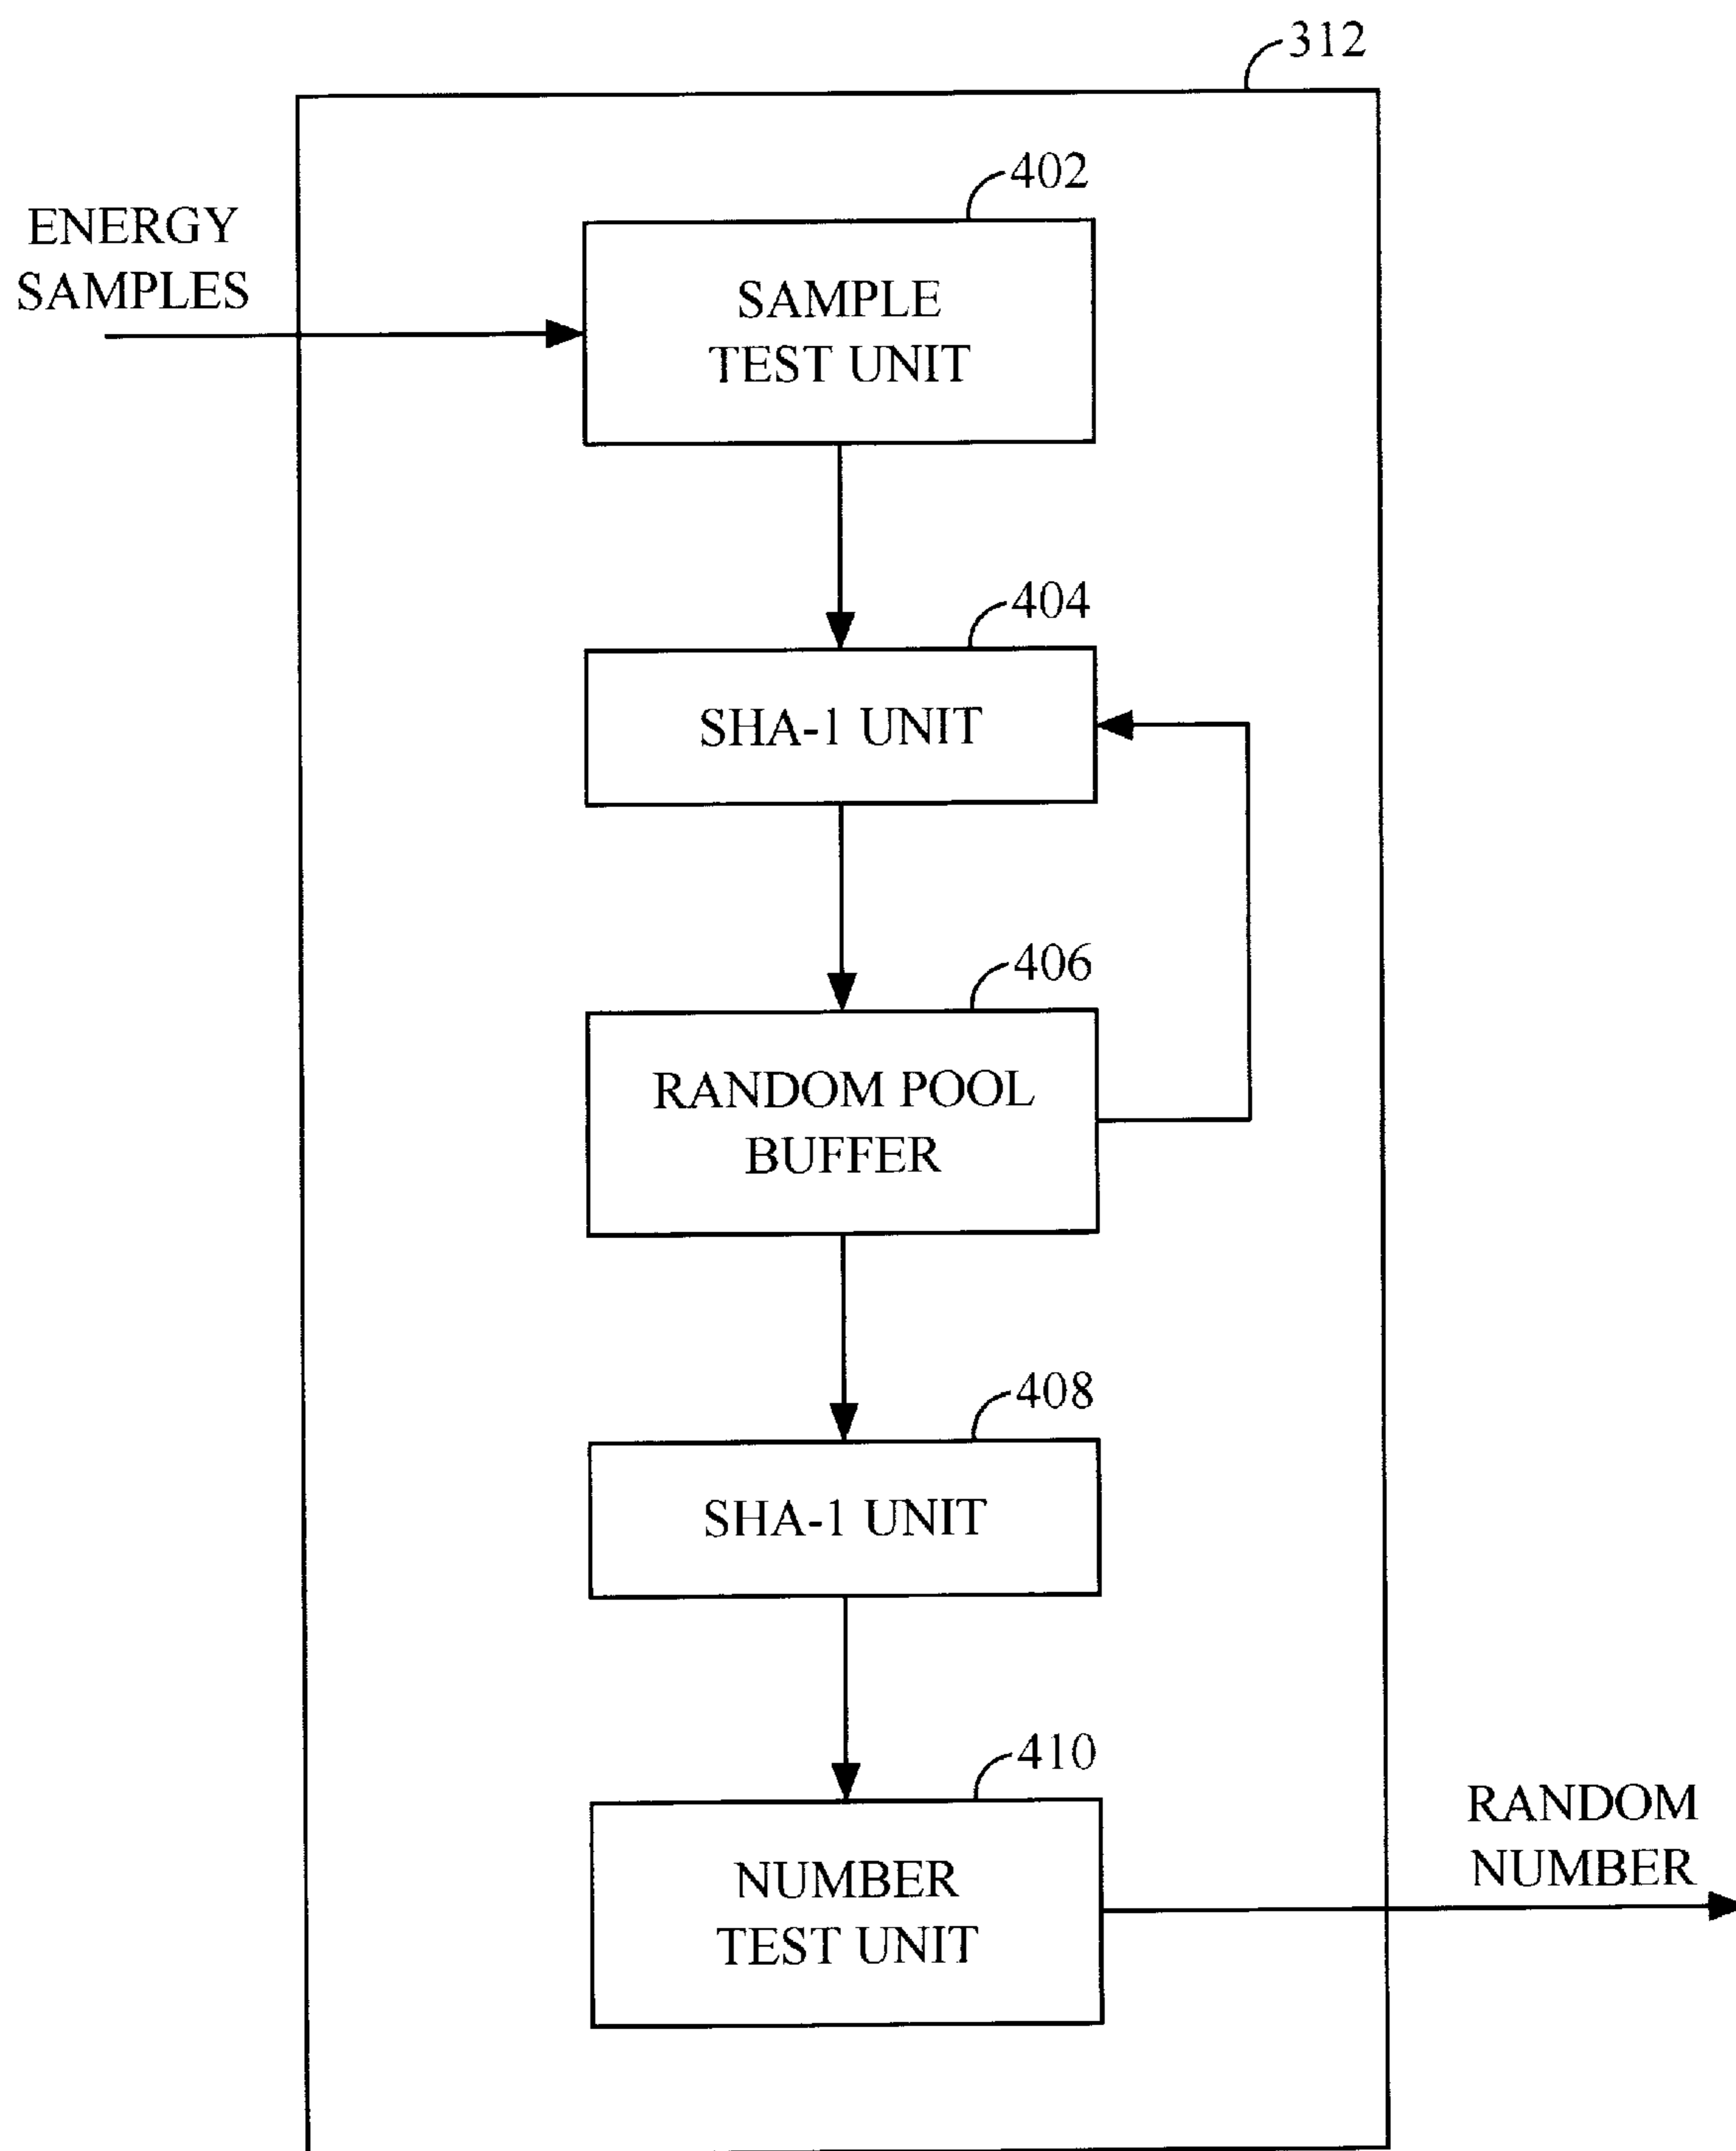 312
402
ENERGY
SAMPLES
SAMPLE
TEST UNIT
404
SHA-1 UNIT
406
RANDOM POOL
BUFFER
408
SHA-1 UNIT
410
RANDOM
NUMBER
NUMBER
TEST UNIT